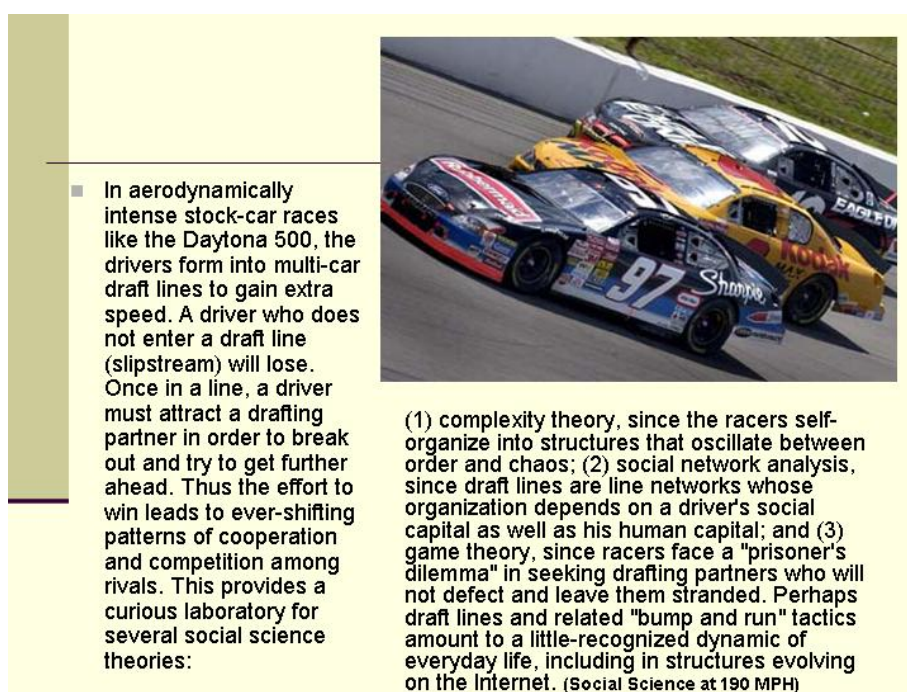 In aerodynamically
intense stock-car races
like the Daytona 500, the
drivers form into multi-car
draft lines to gain extra
speed. A driver who does
not enter a draft line
(slipstream) will lose.
Once in a line, a driver
must attract a drafting
partner in order to break
out and try to get further
ahead. Thus the effort to
win leads to ever-shifting
patterns of cooperation
and competition among
rivals. This provides a
curious laboratory for
several social science
theories:
Rubbermaid
97
Sharpie
Kodak
MAX
(1) complexity theory, since the racers self-
organize into structures that oscillate between
order and chaos; (2) social network analysis,
since draft lines are line networks whose
organization depends on a driver's social
capital as well as his human capital; and (3)
game theory, since racers face a "prisoner's
dilemma" in seeking drafting partners who will
not defect and leave them stranded. Perhaps
draft lines and related "bump and run" tactics
amount to a little-recognized dynamic of
everyday life, including in structures evolving
on the Internet. (Social Science at 190 MPH)